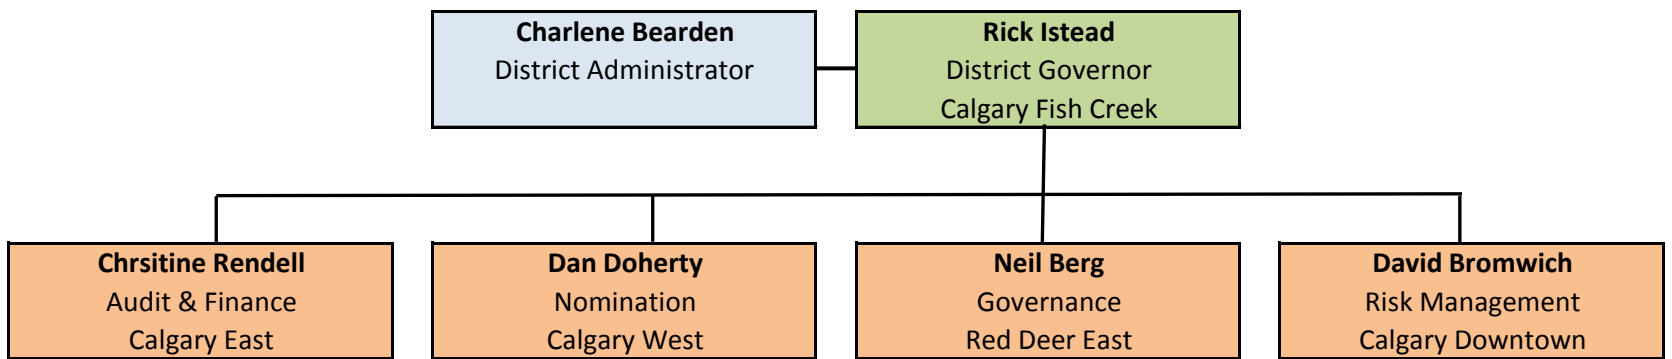 Charlene Bearden
District Administrator
Rick Istead
District Governor
Calgary Fish Creek
Chrsitine Rendell
Audit & Finance
Calgary East
Dan Doherty
Nomination
Calgary West
Neil Berg
Governance
Red Deer East
David Bromwich
Risk Management
Calgary Downtown